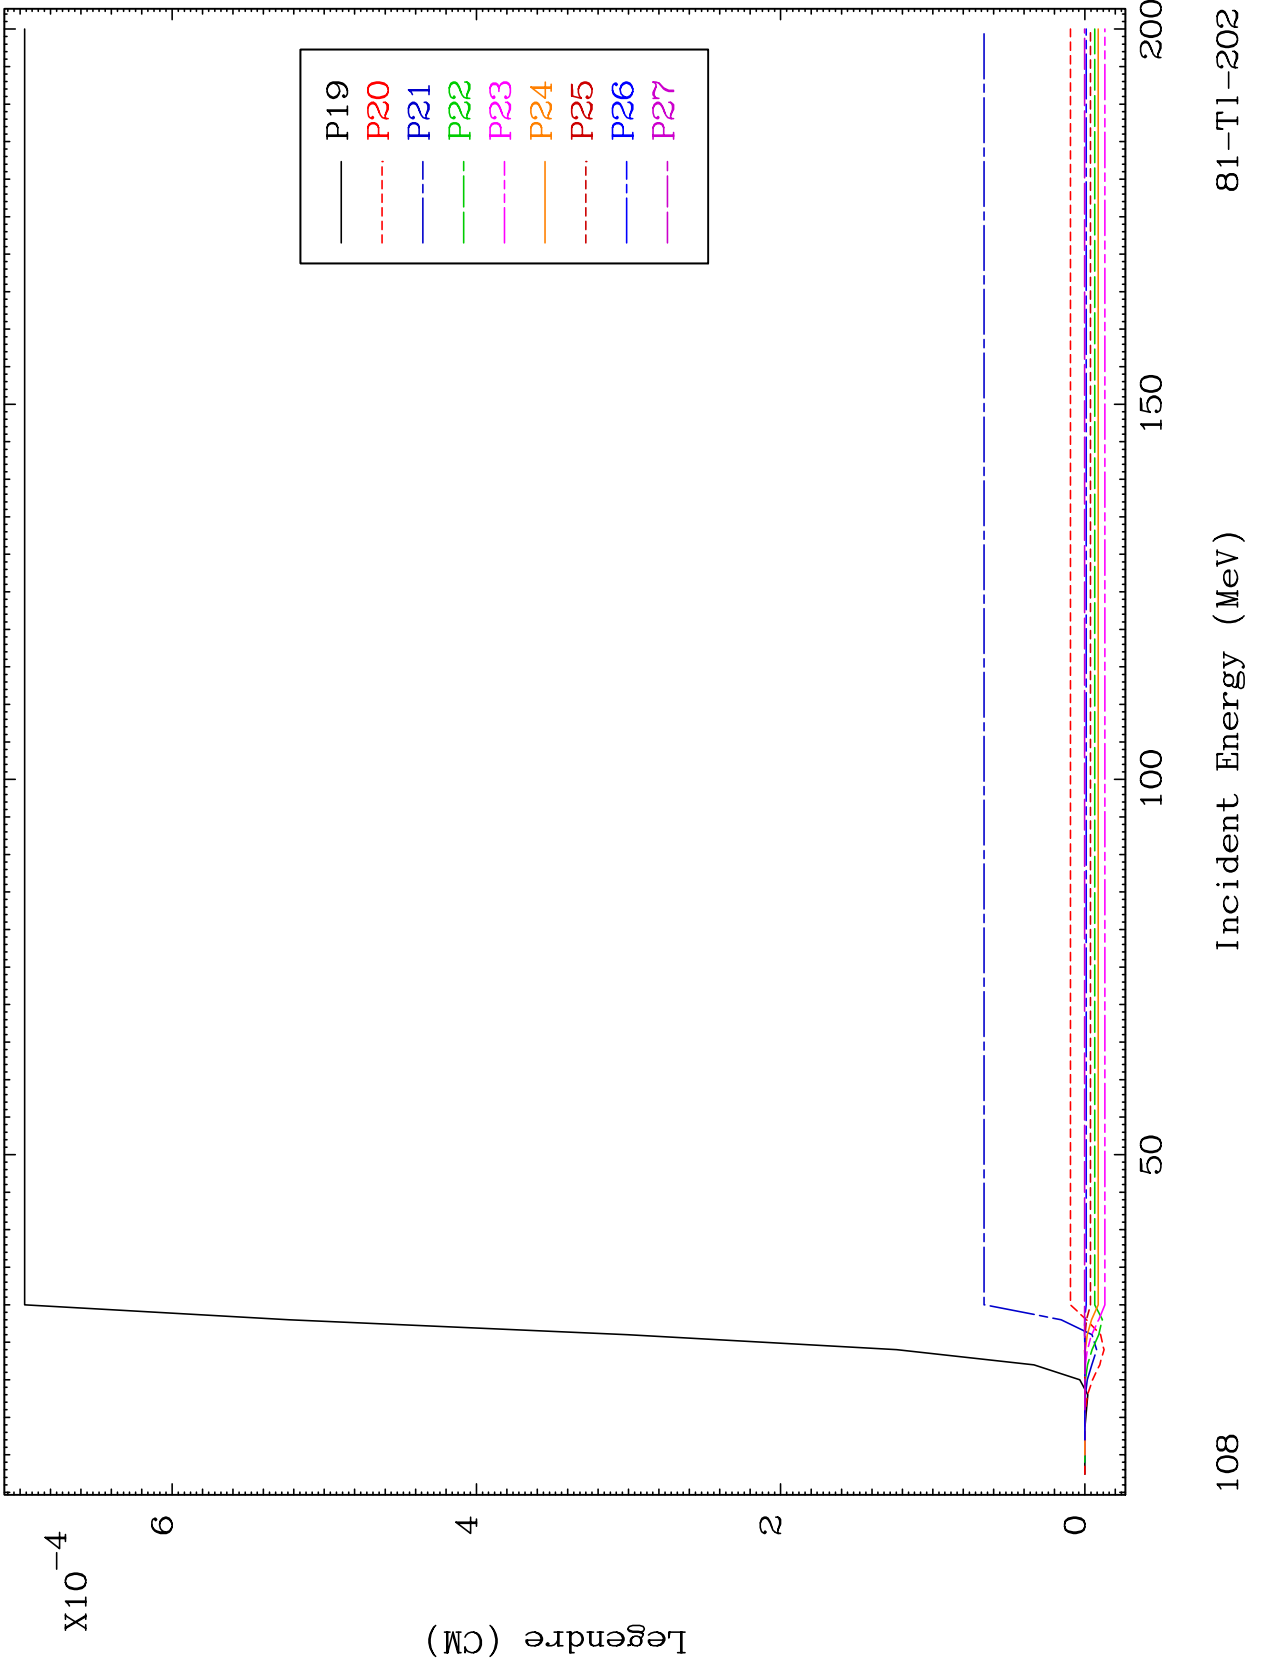 X10-4
6
4
2
0
Legendre (CM)
P19
P20
P21
P22
P23
P24
P25
P26
P27
50
100
150
200
108
Incident Energy (MeV)
81-Tl-202